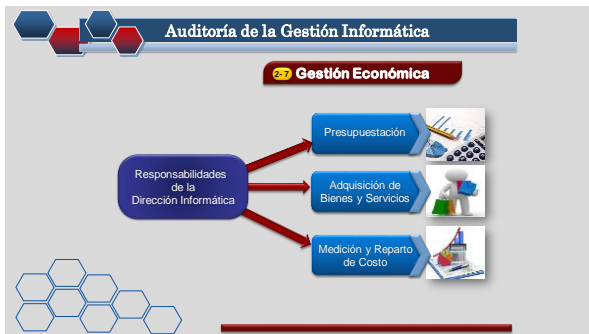 Auditoría de la Gestión Informática
2-7 Gestión Económica
Presupuestación
Responsabilidades
de la
Dirección Informática
Adquisición de
Bienes y Servicios
Medición y Reparto
de Costo